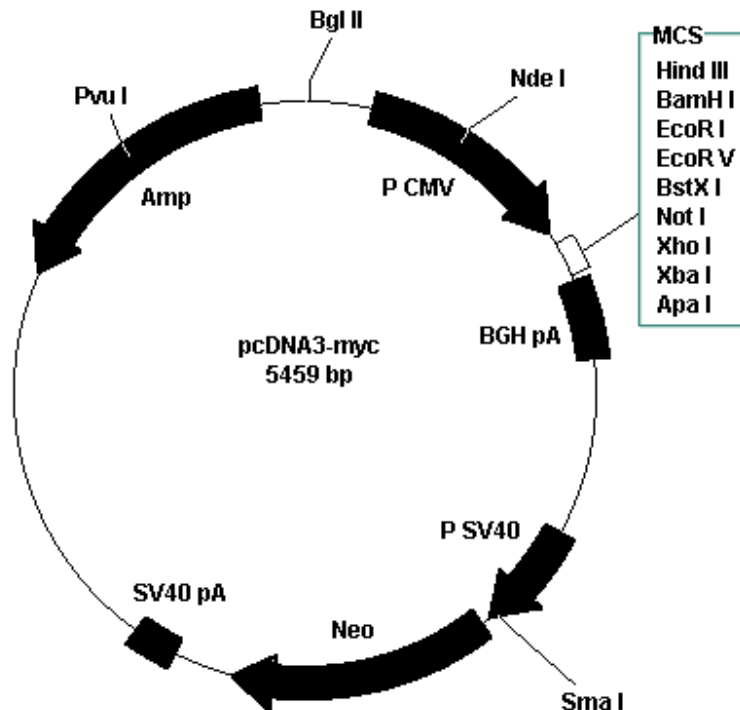 Bgl II
MCS
Hind III
BamH I
EcoR I
EcoR V
BstX I
Not I
Xho I
Xba I
Apa I
Pvu I
Nde I
Amp
P CMV
BGH pA
pcDNA3-myc
5459 bp
P SV40
SV40 pA
Neo
Sma I